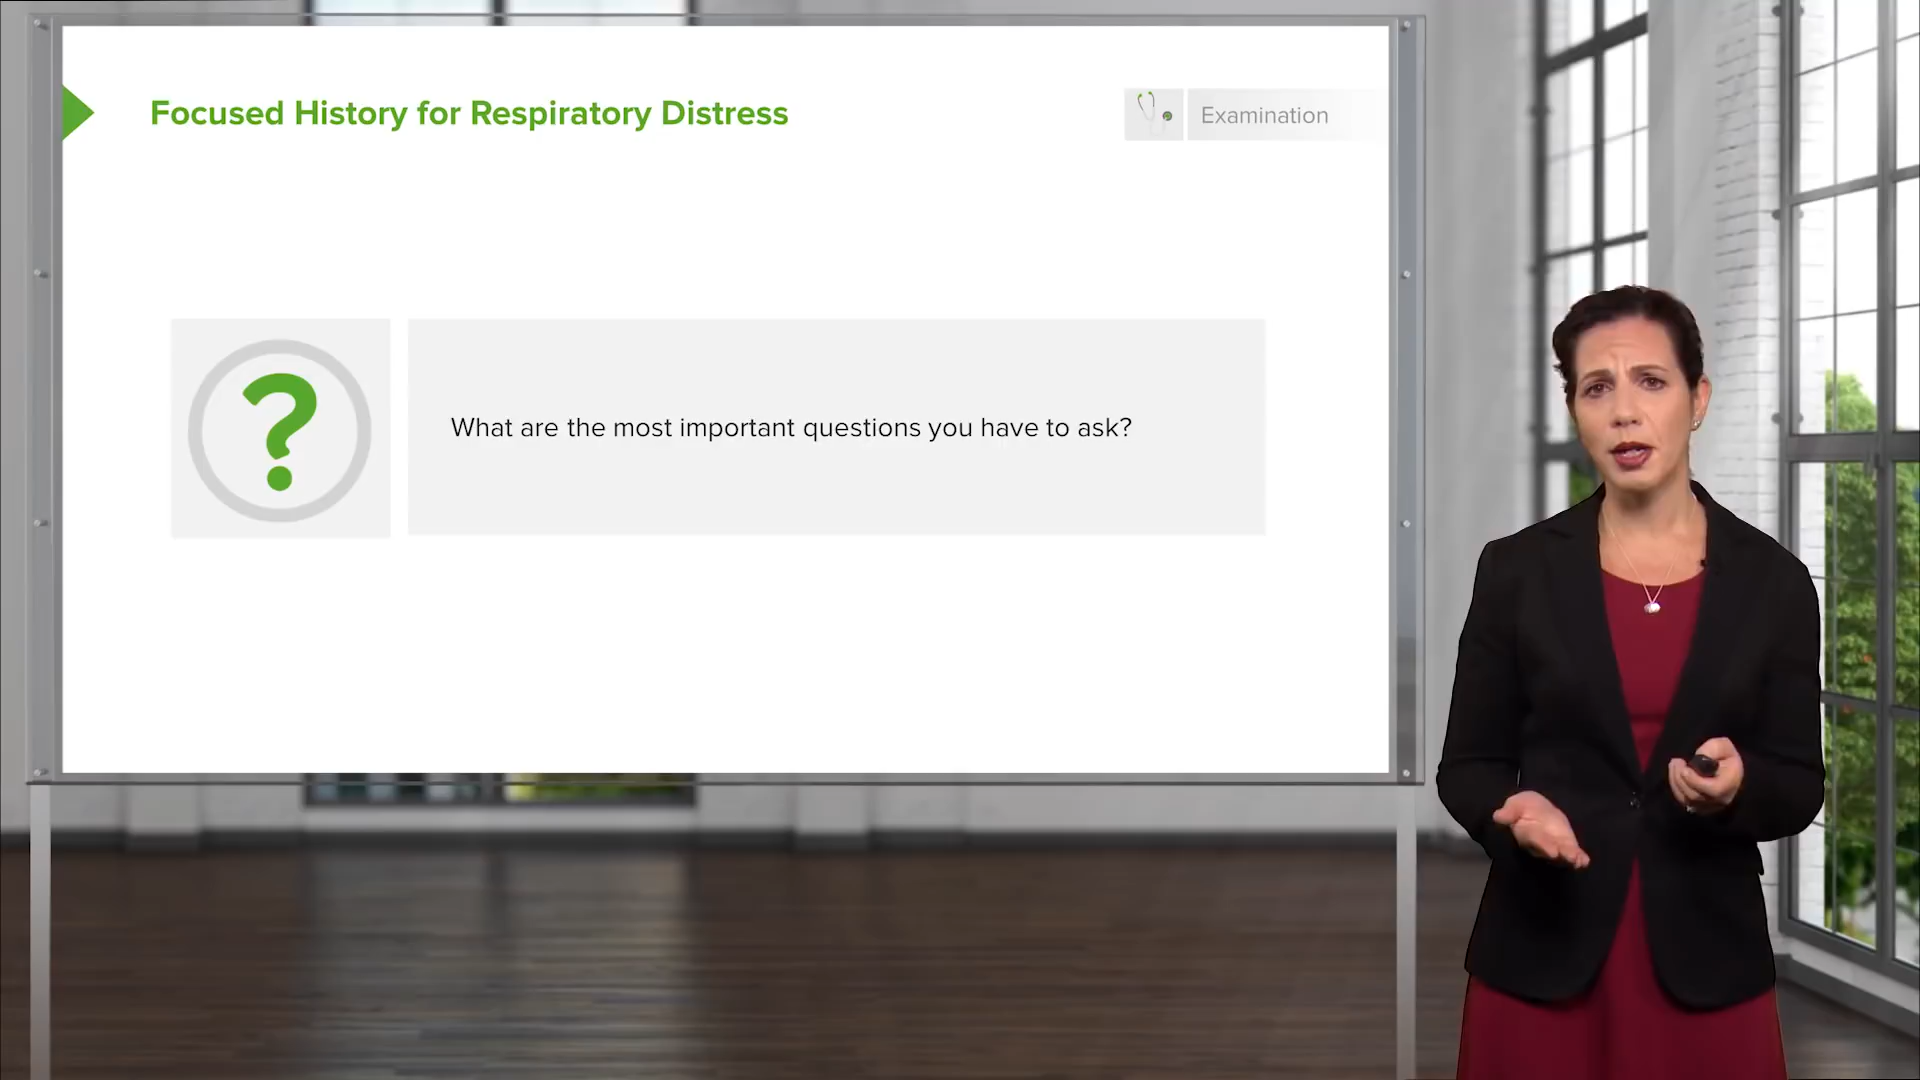 Focused History for Respiratory Distress
Examination
What are the most important questions you have to ask?